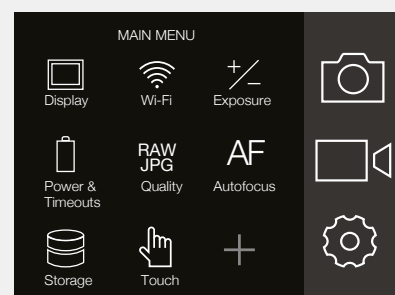 MAIN MENU
Display
Wi-Fi
Exposure
RAW
JPG
AF
Power &
Timeouts
Quality
Autofocus
Storage
Touch